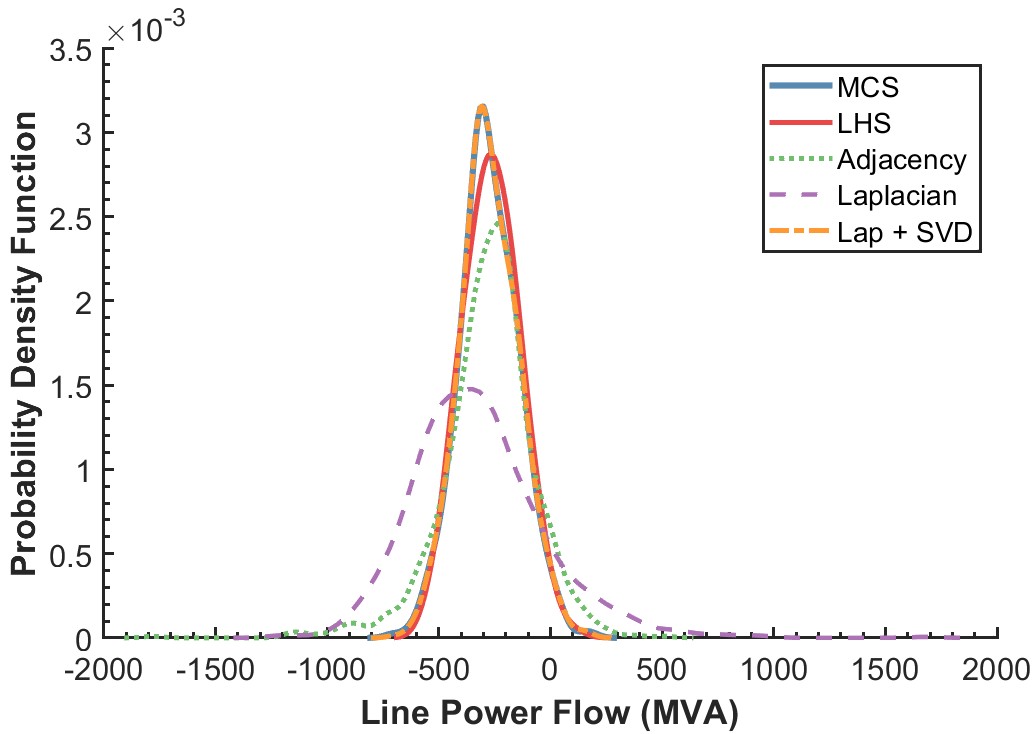 ×10⁻³
3.5
3
2.5
2
1.5
1
0.5
0
Probability Density Function
-2000 -1500 -1000 -500 0 500 1000 1500 2000
Line Power Flow (MVA)
MCS
LHS
Adjacency
Laplacian
Lap + SVD